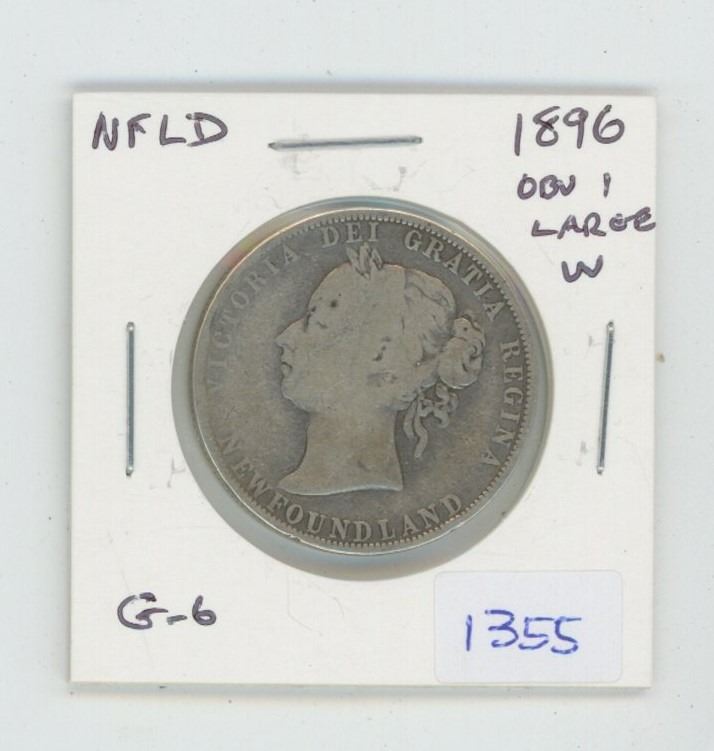 NFLD
1896
OBV 1
LARGE
W
VICTORIA DEI GRATIA REGINA
NEWFOUNDLAND
G-6
1355